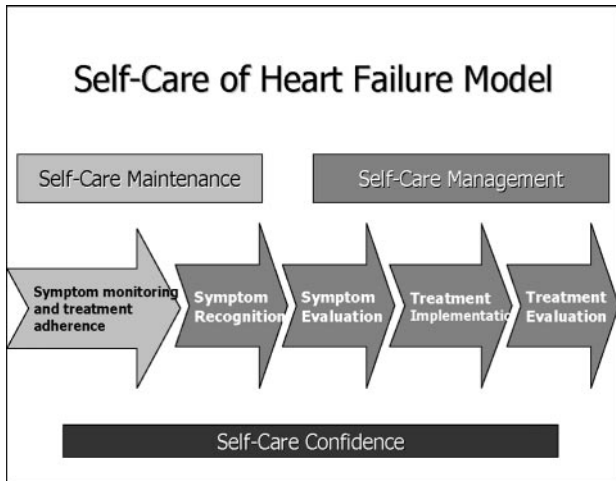 Self-Care of Heart Failure Model
Self-Care Maintenance
Self-Care Management
Symptom monitoring
and treatment
adherence
Symptom
Recognition
Symptom
Evaluation
Treatment
Implementatio
Treatment
Evaluation
Self-Care Confidence